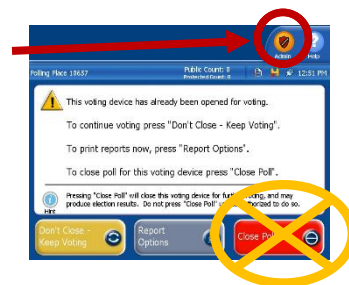 Admin Help
Polling Place 10637 Public Count: 0 12:51 PM
Protected Count: 0
This voting device has already been opened for voting.
To continue voting press "Don't Close - Keep Voting".
To print reports now, press "Report Options".
To close poll for this voting device press "Close Poll".
Pressing "Close Poll" will close this voting device for further voting, and may
produce election results. Do not press "Close Poll" unless authorized to do so.
Hint
Don't Close -
Keep Voting
Report
Options
Close Poll